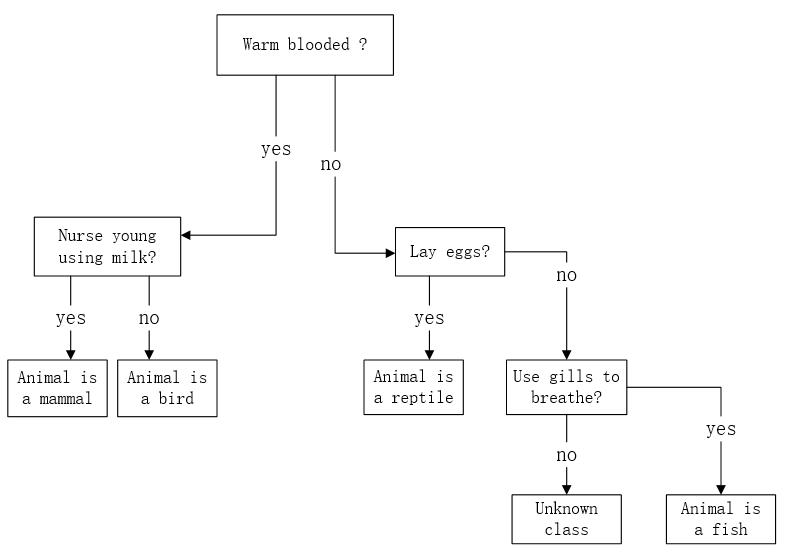 Warm blooded ?
yes
no
Nurse young
using milk?
Lay eggs?
no
yes
no
yes
Animal is
a mammal
Animal is
a bird
Animal is
a reptile
Use gills to
breathe?
yes
no
Unknown
class
Animal is
a fish